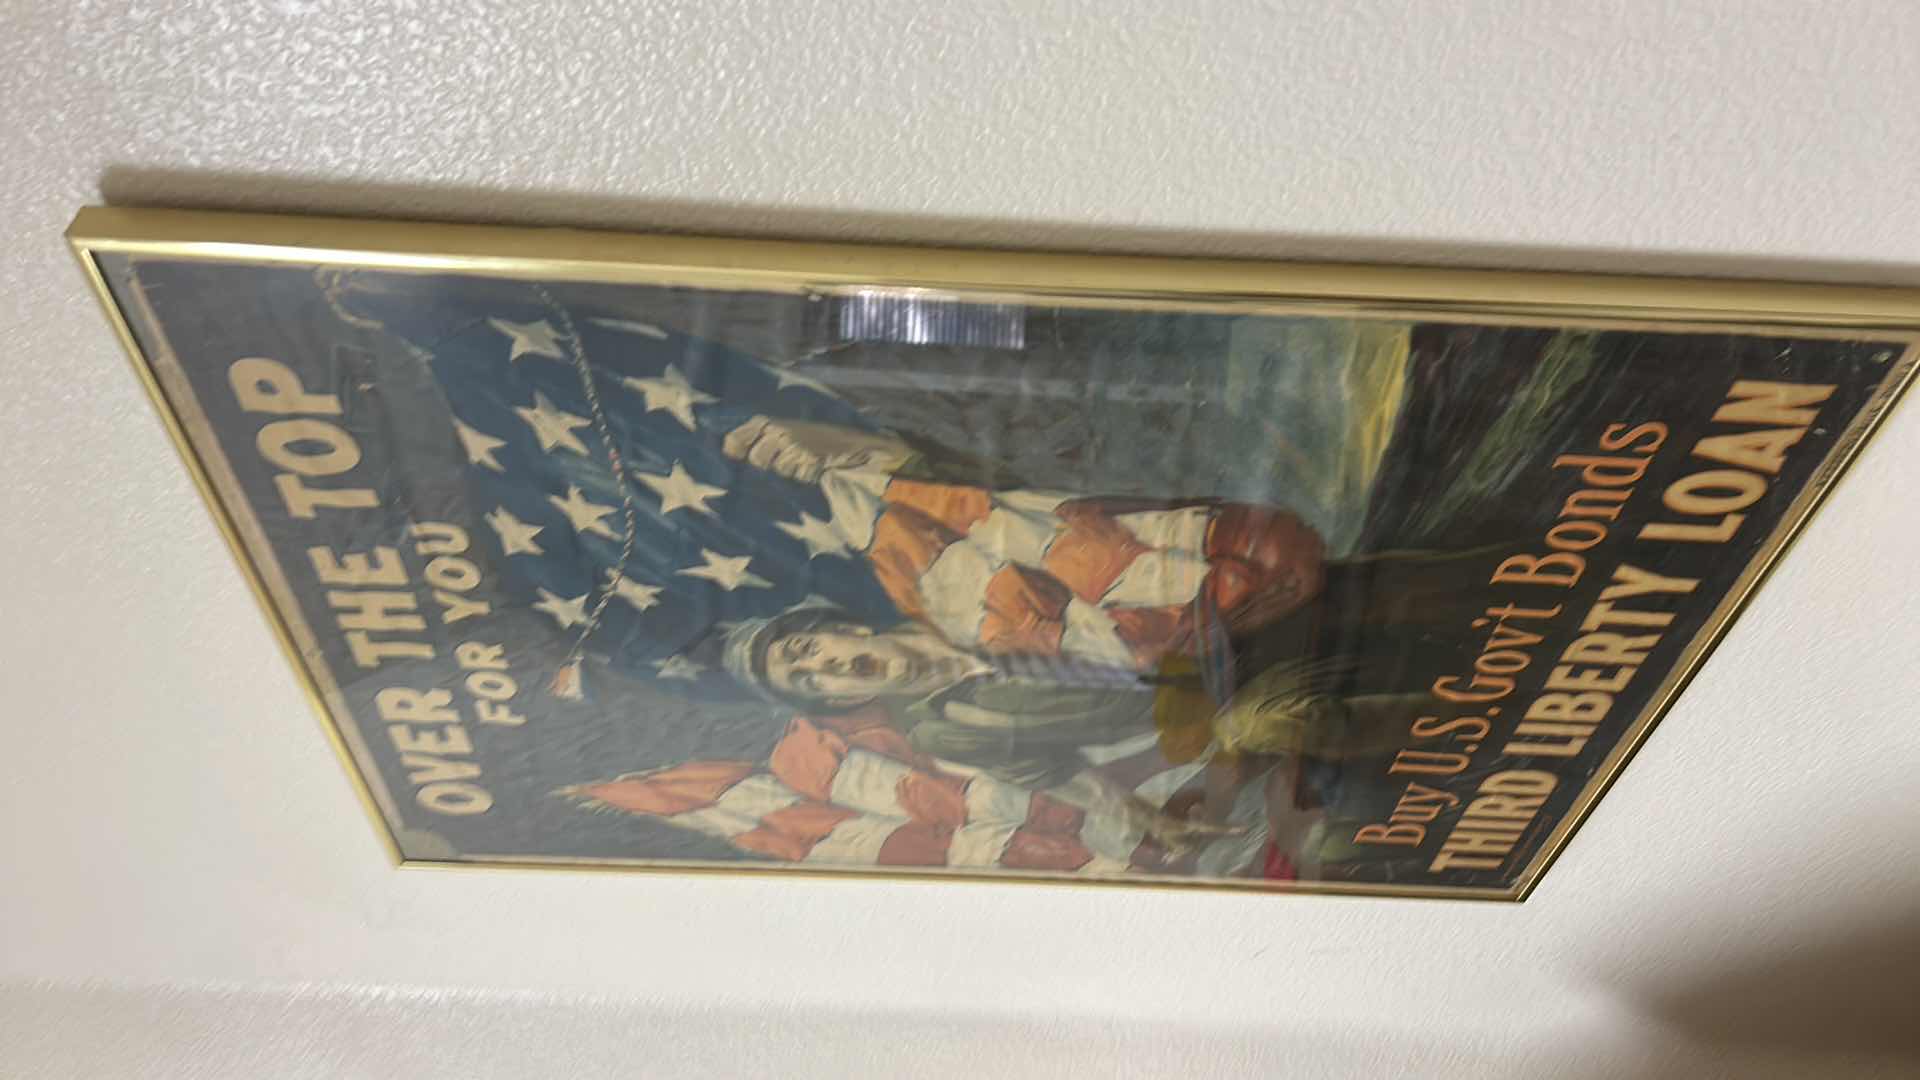 OVER THE TOP
FOR YOU
Buy U.S. Gov't Bonds
THIRD LIBERTY LOAN